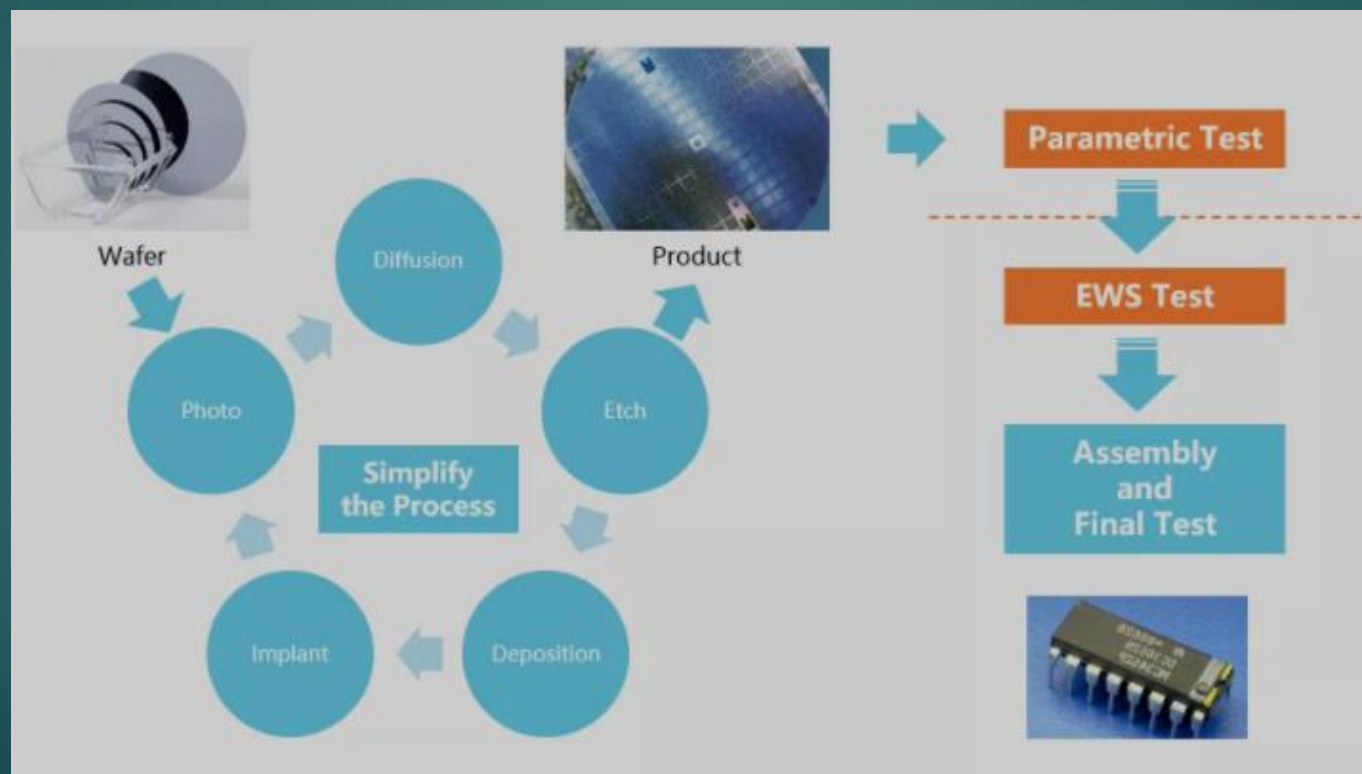 Wafer
Product
Parametric Test
EWS Test
Assembly
and
Final Test
Diffusion
Photo
Etch
Simplify
the Process
Implant
Deposition